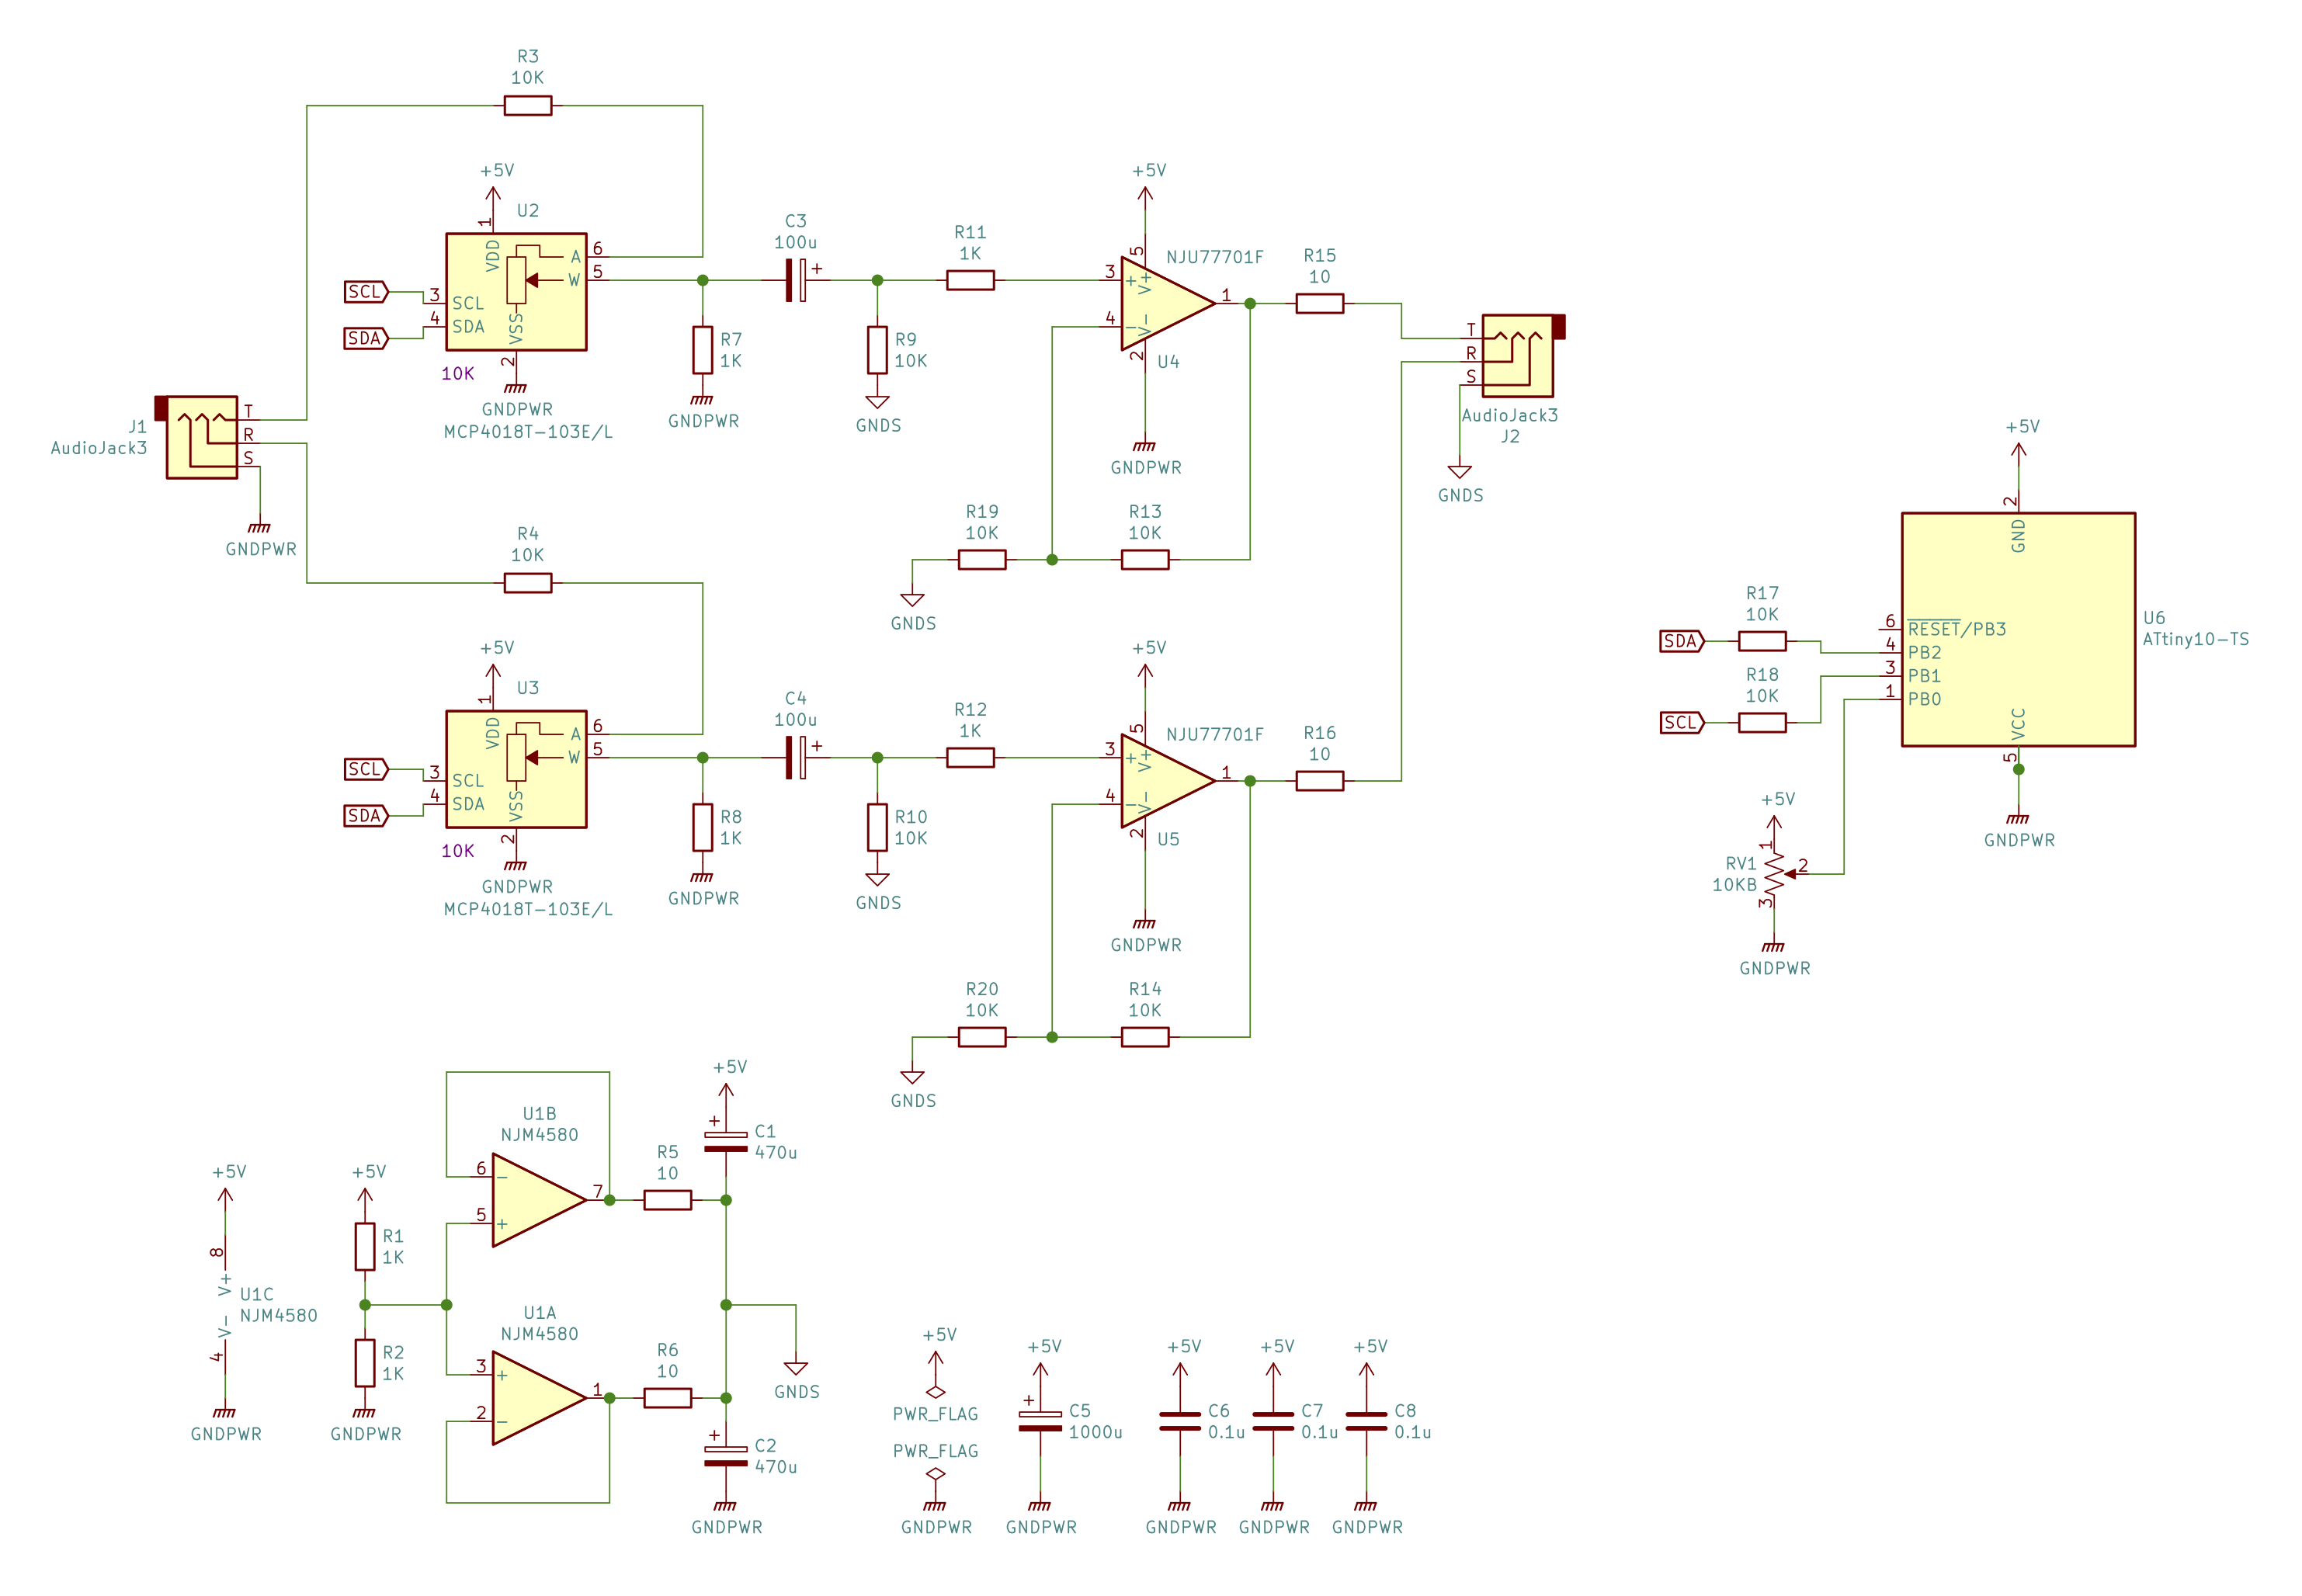 R3
10K
+5V
U2
1
VDD
A
6
W
5
SCL
3
SCL
SDA
4
SDA
VSS
2
10K
GNDPWR
MCP4018T-103E/L
J1
AudioJack3
T
R
S
GNDPWR
R7
1K
GNDPWR
C3
100u
+
R9
10K
GNDS
R11
1K
+5V
NJU77701F
5
V+
3
+
4
−
V-
2
1
U4
GNDPWR
R15
10
T
R
S
AudioJack3
J2
GNDS
R19
10K
R13
10K
GNDS
R4
10K
+5V
U3
1
VDD
A
6
W
5
SCL
3
SCL
SDA
4
SDA
VSS
2
10K
GNDPWR
MCP4018T-103E/L
R8
1K
GNDPWR
C4
100u
+
R10
10K
GNDS
R12
1K
+5V
NJU77701F
5
V+
3
+
4
−
V-
2
1
U5
GNDPWR
R16
10
R20
10K
R14
10K
GNDS
+5V
2
GND
U6
ATtiny10-TS
6
RESET/PB3
4
PB2
3
PB1
1
PB0
VCC
5
GNDPWR
R17
10K
SDA
R18
10K
SCL
+5V
1
RV1
10KB
2
3
GNDPWR
+5V
8
V+
U1C
NJM4580
V-
4
GNDPWR
+5V
R1
1K
R2
1K
GNDPWR
U1B
NJM4580
6
−
5
+
7
R5
10
+5V
+
C1
470u
U1A
NJM4580
3
+
2
−
1
R6
10
GNDS
+
C2
470u
GNDPWR
+5V
PWR_FLAG
PWR_FLAG
GNDPWR
+5V
+
C5
1000u
GNDPWR
+5V
C6
0.1u
GNDPWR
+5V
C7
0.1u
GNDPWR
+5V
C8
0.1u
GNDPWR